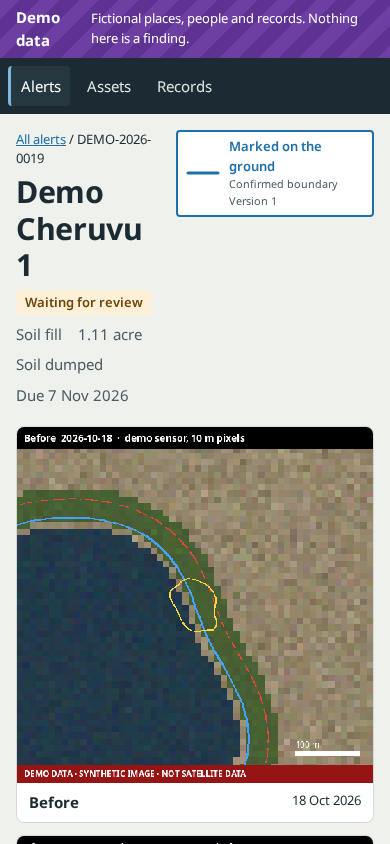 Demo data
Fictional places, people and records. Nothing here is a finding.
Alerts Assets Records
All alerts / DEMO-2026-0019
Marked on the ground
Confirmed boundary
Version 1
Demo
Cheruvu
1
Waiting for review
Soil fill 1.11 acre
Soil dumped
Due 7 Nov 2026
Before 2026-10-18 · demo sensor, 10 m pixels
100 m
DEMO DATA · SYNTHETIC IMAGE · NOT SATELLITE DATA
Before 18 Oct 2026